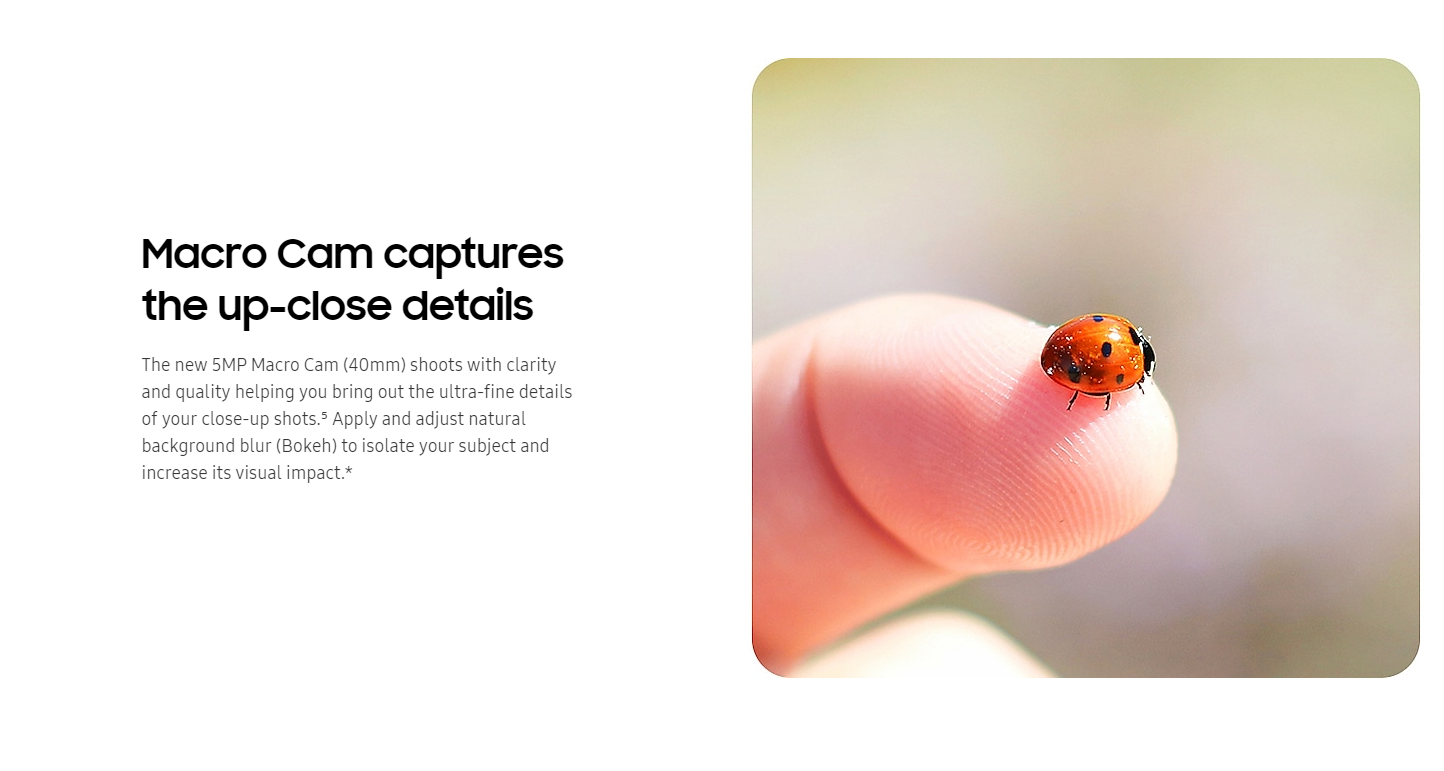 Macro Cam captures
the up-close details
The new 5MP Macro Cam (40mm) shoots with clarity
and quality helping you bring out the ultra-fine details
of your close-up shots.⁵ Apply and adjust natural
background blur (Bokeh) to isolate your subject and
increase its visual impact.*